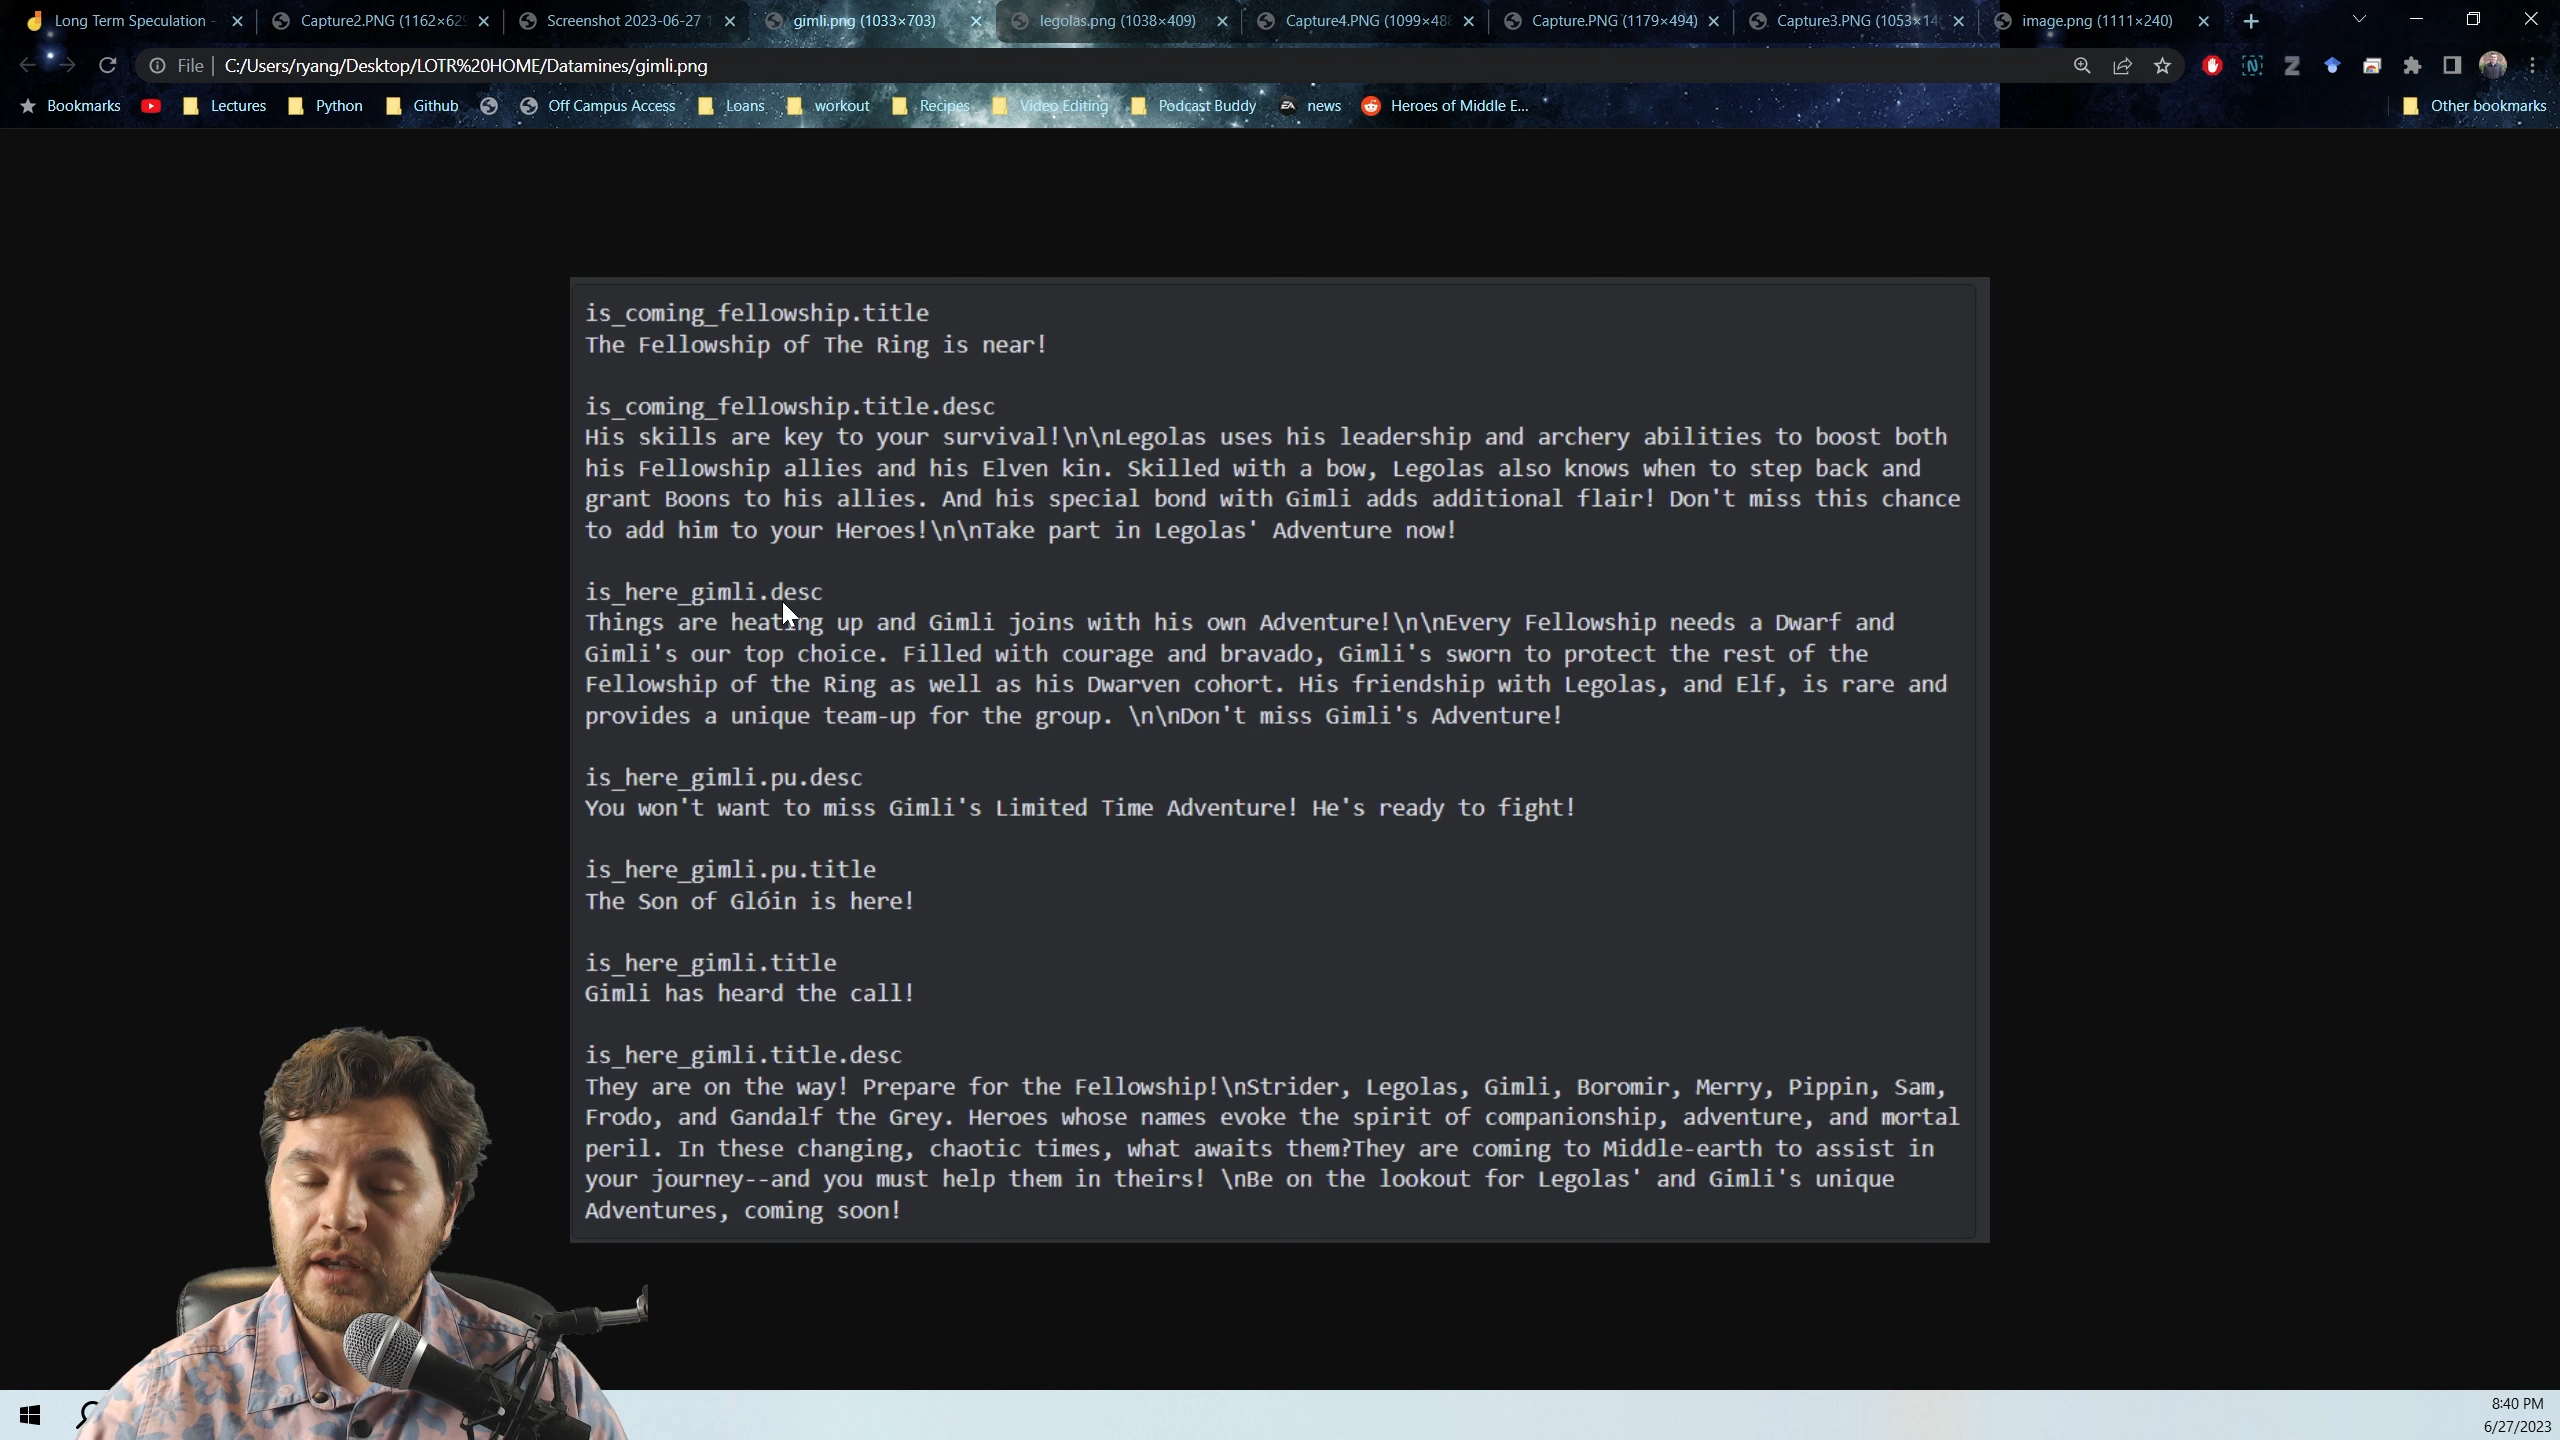 Long Term Speculation -
Capture2.PNG (1162×629
Screenshot 2023-06-27 1
gimli.png (1033×703)
legolas.png (1038×409)
Capture4.PNG (1099×488
Capture.PNG (1179×494)
Capture3.PNG (1053×14
image.png (1111×240)
File
C:/Users/ryang/Desktop/LOTR%20HOME/Datamines/gimli.png
Bookmarks
Lectures
Python
Github
Off Campus Access
Loans
workout
Recipes
Video Editing
Podcast Buddy
EA
news
Heroes of Middle E...
Other bookmarks
is_coming_fellowship.title
The Fellowship of The Ring is near!
is_coming_fellowship.title.desc
His skills are key to your survival!\n\nLegolas uses his leadership and archery abilities to boost both
his Fellowship allies and his Elven kin. Skilled with a bow, Legolas also knows when to step back and
grant Boons to his allies. And his special bond with Gimli adds additional flair! Don't miss this chance
to add him to your Heroes!\n\nTake part in Legolas' Adventure now!
is_here_gimli.desc
Things are heating up and Gimli joins with his own Adventure!\n\nEvery Fellowship needs a Dwarf and
Gimli's our top choice. Filled with courage and bravado, Gimli's sworn to protect the rest of the
Fellowship of the Ring as well as his Dwarven cohort. His friendship with Legolas, and Elf, is rare and
provides a unique team-up for the group. \n\nDon't miss Gimli's Adventure!
is_here_gimli.pu.desc
You won't want to miss Gimli's Limited Time Adventure! He's ready to fight!
is_here_gimli.pu.title
The Son of Glóin is here!
is_here_gimli.title
Gimli has heard the call!
is_here_gimli.title.desc
They are on the way! Prepare for the Fellowship!\nStrider, Legolas, Gimli, Boromir, Merry, Pippin, Sam,
Frodo, and Gandalf the Grey. Heroes whose names evoke the spirit of companionship, adventure, and mortal
peril. In these changing, chaotic times, what awaits them?They are coming to Middle-earth to assist in
your journey--and you must help them in theirs! \nBe on the lookout for Legolas' and Gimli's unique
Adventures, coming soon!
8:40 PM
6/27/2023